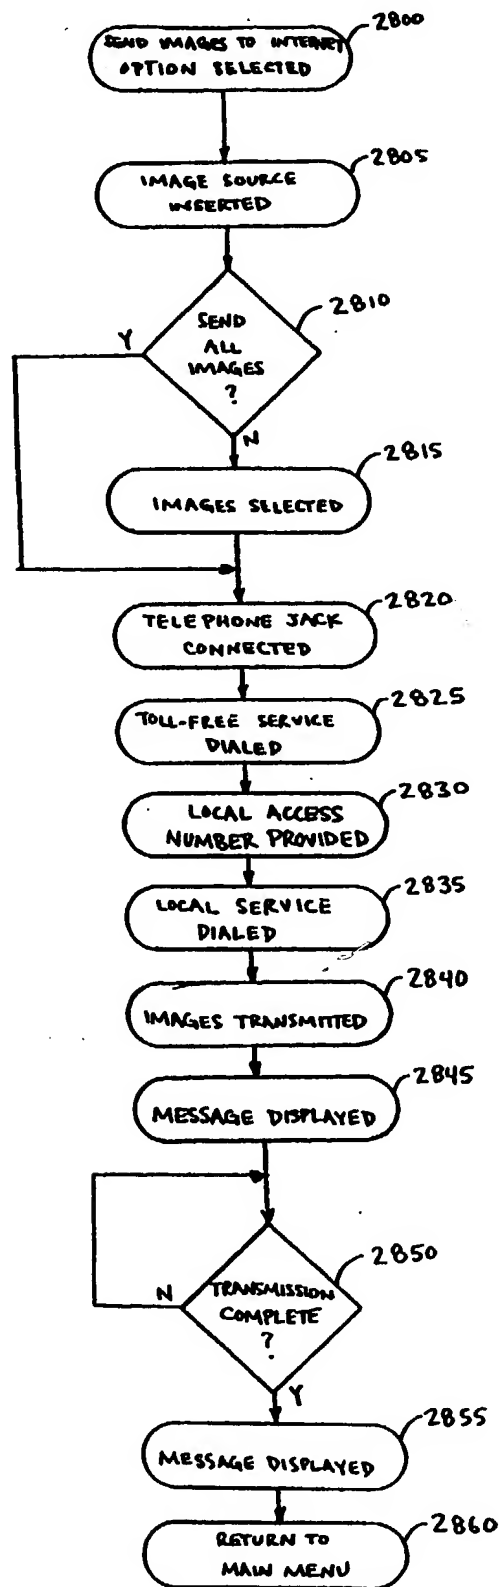 2800
SEND IMAGES TO INTERNET
OPTION SELECTED
2805
IMAGE SOURCE
INSERTED
2810
SEND
ALL
IMAGES
?
Y
N
2815
IMAGES SELECTED
2820
TELEPHONE JACK
CONNECTED
2825
TOLL-FREE SERVICE
DIALED
2830
LOCAL ACCESS
NUMBER PROVIDED
2835
LOCAL SERVICE
DIALED
2840
IMAGES TRANSMITTED
2845
MESSAGE DISPLAYED
2850
TRANSMISSION
COMPLETE
?
N
Y
2855
MESSAGE DISPLAYED
2860
RETURN TO
MAIN MENU